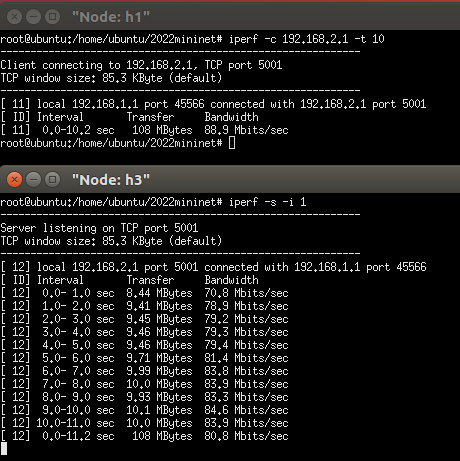 "Node: h1"
root@ubuntu:/home/ubuntu/2022mininet# iperf -c 192.168.2.1 -t 10
------------------------------------------------------------
Client connecting to 192.168.2.1, TCP port 5001
TCP window size: 85.3 KByte (default)
------------------------------------------------------------
[ 11] local 192.168.1.1 port 45566 connected with 192.168.2.1 port 5001
[ ID] Interval       Transfer     Bandwidth
[ 11]  0.0-10.2 sec   108 MBytes  88.9 Mbits/sec
root@ubuntu:/home/ubuntu/2022mininet#
"Node: h3"
root@ubuntu:/home/ubuntu/2022mininet# iperf -s -i 1
------------------------------------------------------------
Server listening on TCP port 5001
TCP window size: 85.3 KByte (default)
------------------------------------------------------------
[ 12] local 192.168.2.1 port 5001 connected with 192.168.1.1 port 45566
[ ID] Interval       Transfer     Bandwidth
[ 12]  0.0- 1.0 sec  8.44 MBytes  70.8 Mbits/sec
[ 12]  1.0- 2.0 sec  9.41 MBytes  78.9 Mbits/sec
[ 12]  2.0- 3.0 sec  9.45 MBytes  79.2 Mbits/sec
[ 12]  3.0- 4.0 sec  9.46 MBytes  79.3 Mbits/sec
[ 12]  4.0- 5.0 sec  9.46 MBytes  79.4 Mbits/sec
[ 12]  5.0- 6.0 sec  9.71 MBytes  81.4 Mbits/sec
[ 12]  6.0- 7.0 sec  9.99 MBytes  83.8 Mbits/sec
[ 12]  7.0- 8.0 sec  10.0 MBytes  83.9 Mbits/sec
[ 12]  8.0- 9.0 sec  9.93 MBytes  83.3 Mbits/sec
[ 12]  9.0-10.0 sec  10.1 MBytes  84.6 Mbits/sec
[ 12] 10.0-11.0 sec  10.0 MBytes  83.9 Mbits/sec
[ 12]  0.0-11.2 sec   108 MBytes  80.8 Mbits/sec